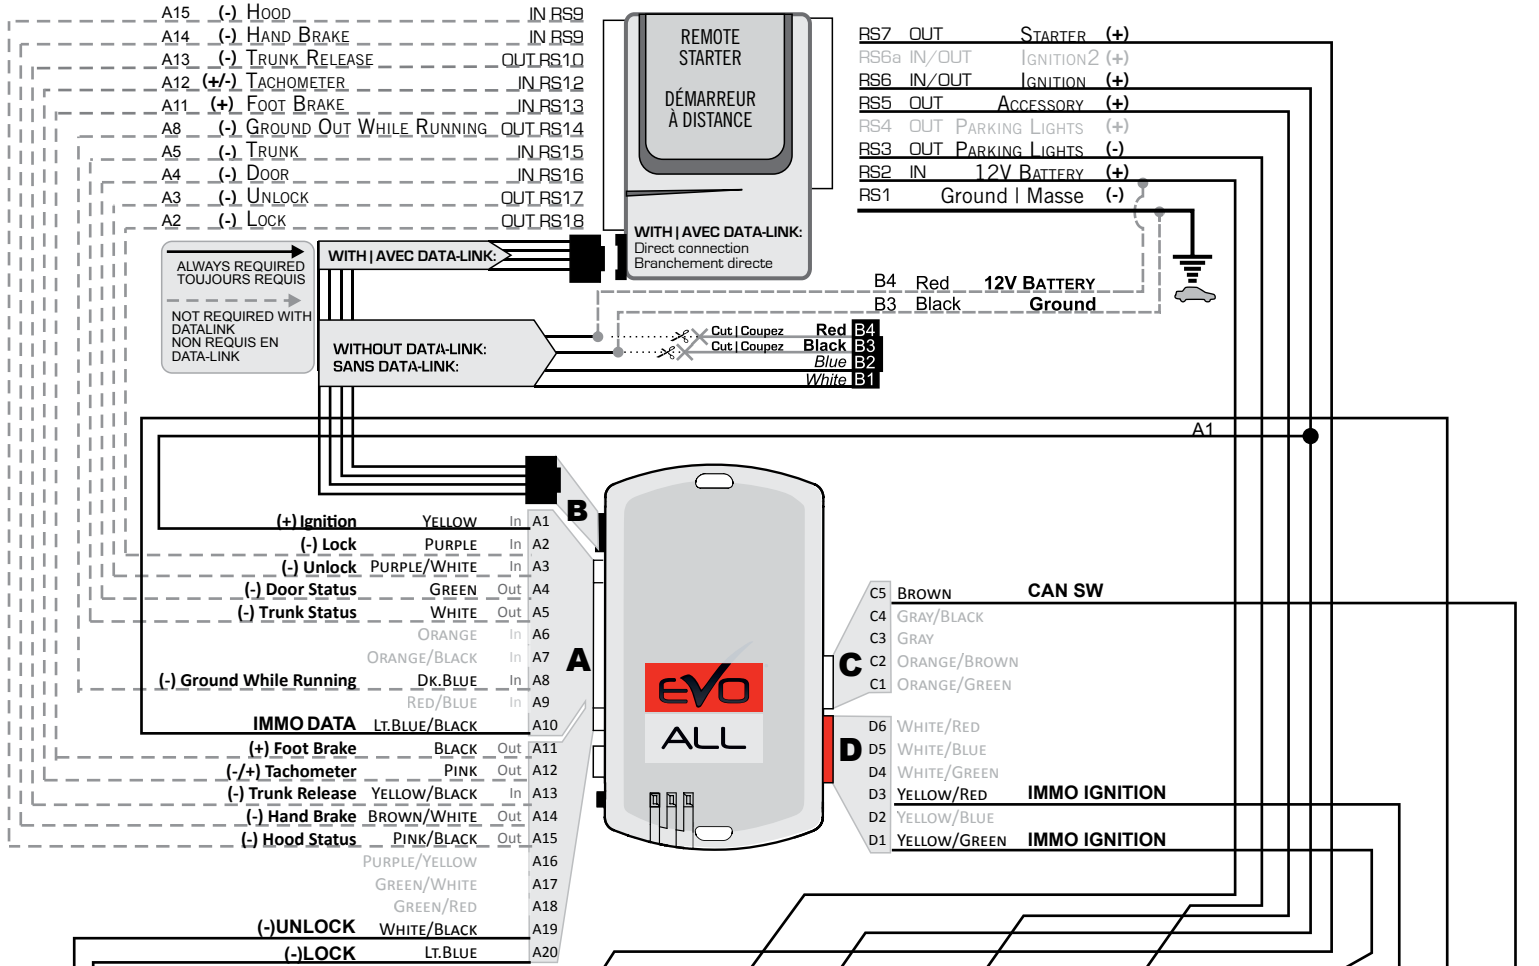 A15 (-) HOOD IN RS9
A14 (-) HAND BRAKE IN RS9
A13 (-) TRUNK RELEASE OUT RS10
A12 (+/-) TACHOMETER IN RS12
A11 (+) FOOT BRAKE IN RS13
A8 (-) GROUND OUT WHILE RUNNING OUT RS14
A5 (-) TRUNK IN RS15
A4 (-) DOOR IN RS16
A3 (-) UNLOCK OUT RS17
A2 (-) LOCK OUT RS18
REMOTE
STARTER
DÉMARREUR
À DISTANCE
WITH | AVEC DATA-LINK:
Direct connection
Branchement directe
RS7 OUT STARTER (+)
RS6a IN/OUT IGNITION2 (+)
RS6 IN/OUT IGNITION (+)
RS5 OUT ACCESSORY (+)
RS4 OUT PARKING LIGHTS (+)
RS3 OUT PARKING LIGHTS (-)
RS2 IN 12V BATTERY (+)
RS1 Ground | Masse (-)
ALWAYS REQUIRED
TOUJOURS REQUIS
NOT REQUIRED WITH
DATALINK
NON REQUIS EN
DATA-LINK
WITH | AVEC DATA-LINK:
WITHOUT DATA-LINK:
SANS DATA-LINK:
B4 Red 12V BATTERY
B3 Black Ground
Cut | Coupez Red B4
Cut | Coupez Black B3
Blue B2
White B1
A1
B
(+) Ignition YELLOW In A1
(-) Lock PURPLE In A2
(-) Unlock PURPLE/WHITE In A3
(-) Door Status GREEN Out A4
(-) Trunk Status WHITE Out A5
ORANGE In A6
ORANGE/BLACK In A7
(-) Ground While Running DK.BLUE In A8
RED/BLUE In A9
IMMO DATA LT.BLUE/BLACK A10
(+) Foot Brake BLACK Out A11
(-/+) Tachometer PINK Out A12
(-) Trunk Release YELLOW/BLACK In A13
(-) Hand Brake BROWN/WHITE Out A14
(-) Hood Status PINK/BLACK Out A15
PURPLE/YELLOW A16
GREEN/WHITE A17
GREEN/RED A18
(-)UNLOCK WHITE/BLACK A19
(-)LOCK LT.BLUE A20
A
EVO
ALL
C
C5 BROWN CAN SW
C4 GRAY/BLACK
C3 GRAY
C2 ORANGE/BROWN
C1 ORANGE/GREEN
D
D6 WHITE/RED
D5 WHITE/BLUE
D4 WHITE/GREEN
D3 YELLOW/RED IMMO IGNITION
D2 YELLOW/BLUE
D1 YELLOW/GREEN IMMO IGNITION